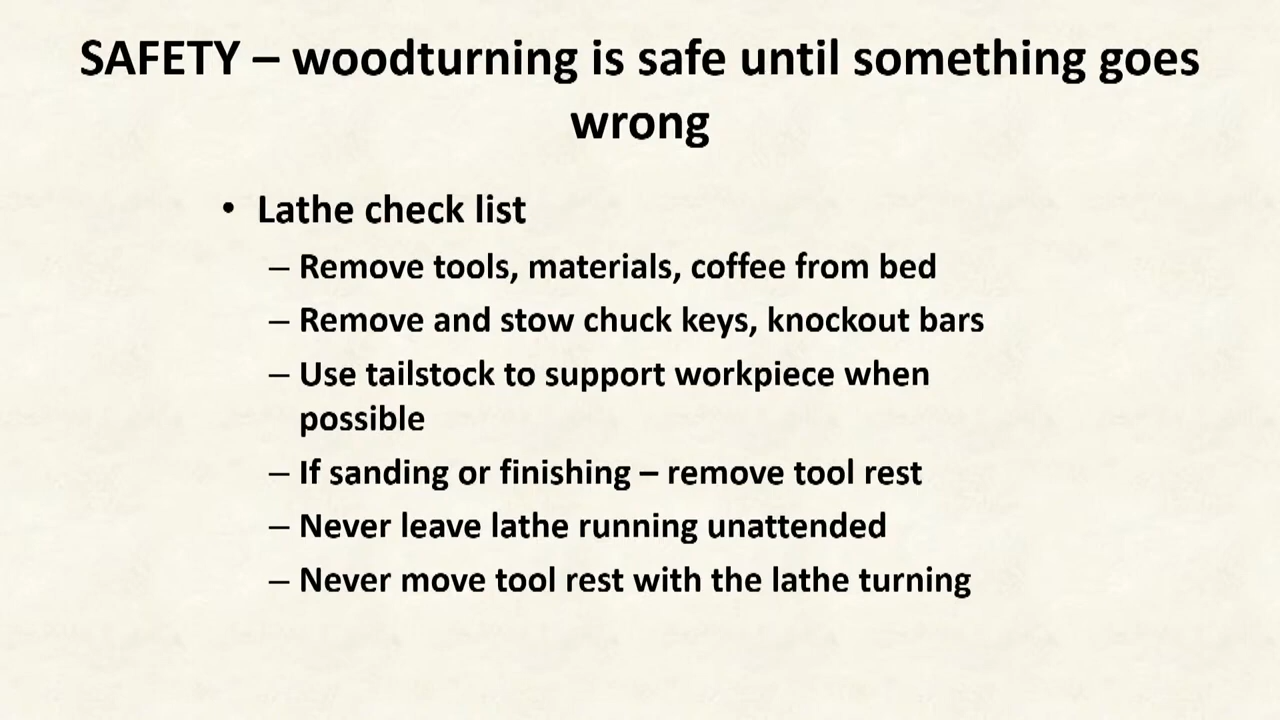 SAFETY – woodturning is safe until something goes
wrong
• Lathe check list
– Remove tools, materials, coffee from bed
– Remove and stow chuck keys, knockout bars
– Use tailstock to support workpiece when
possible
– If sanding or finishing – remove tool rest
– Never leave lathe running unattended
– Never move tool rest with the lathe turning